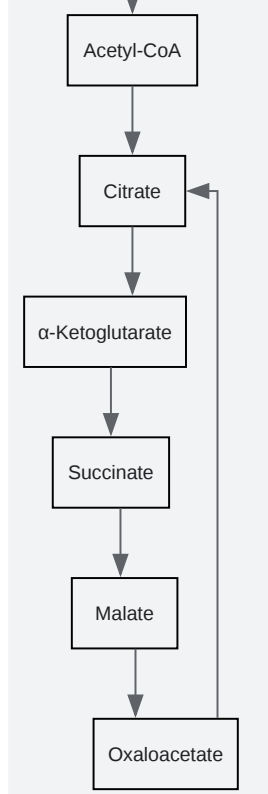 Acetyl-CoA
Citrate
α-Ketoglutarate
Succinate
Malate
Oxaloacetate